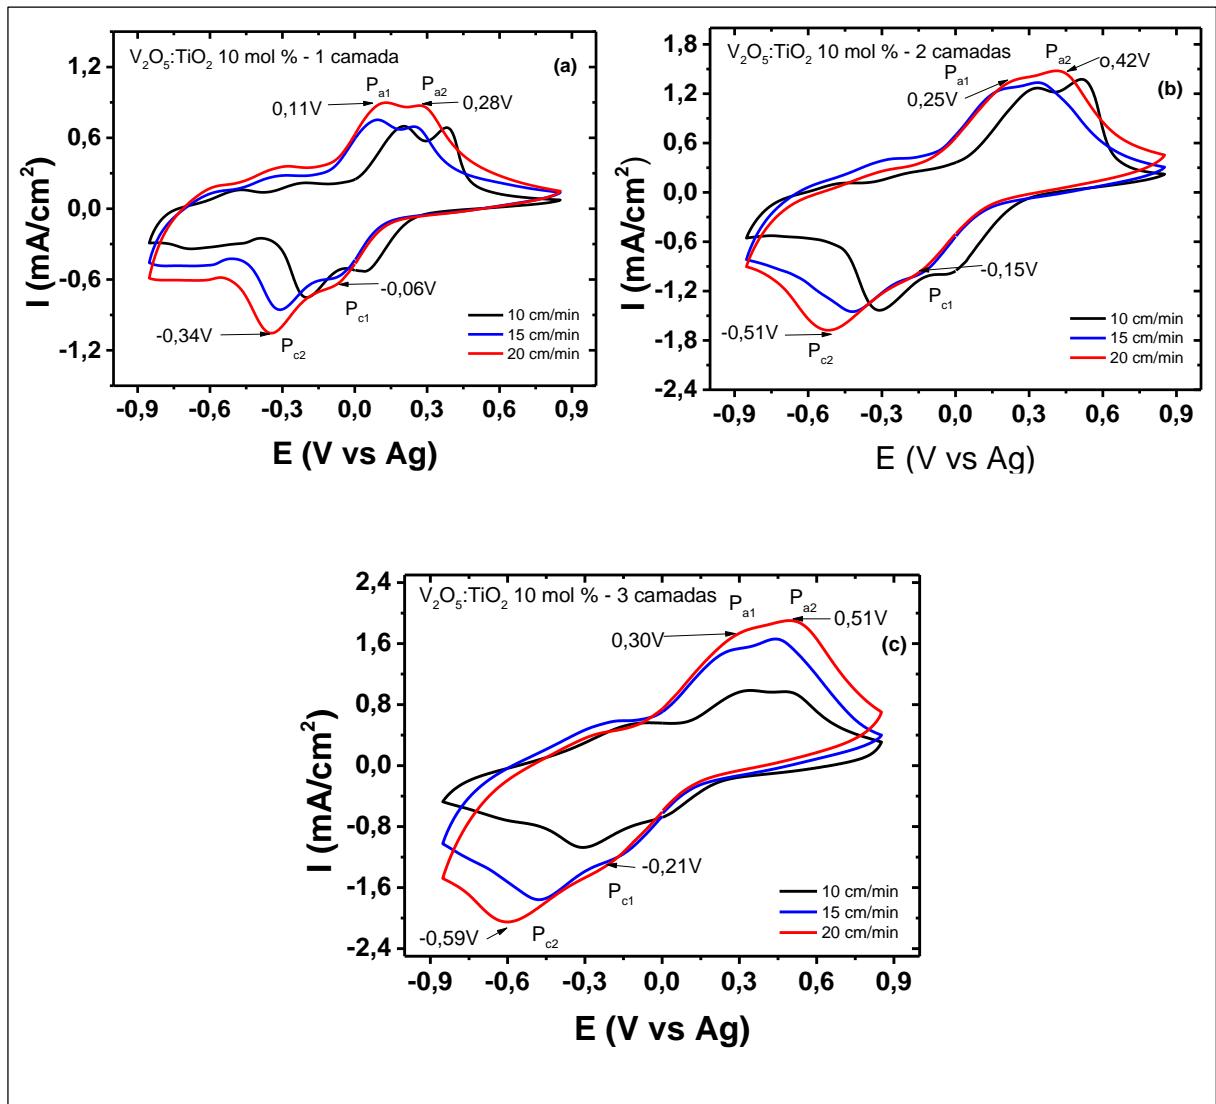 V2O5:TiO2 10 mol % - 1 camada
(a)
Pa1
Pa2
0,11V
0,28V
-0,06V
Pc1
-0,34V
Pc2
10 cm/min
15 cm/min
20 cm/min
1,2
0,6
0,0
-0,6
-1,2
I (mA/cm2)
-0,9 -0,6 -0,3 0,0 0,3 0,6 0,9
E (V vs Ag)
V2O5:TiO2 10 mol % - 2 camadas
(b)
Pa1
Pa2
o,42V
0,25V
-0,15V
Pc1
-0,51V
Pc2
10 cm/min
15 cm/min
20 cm/min
1,8
1,2
0,6
0,0
-0,6
-1,2
-1,8
-2,4
I (mA/cm2)
-0,9 -0,6 -0,3 0,0 0,3 0,6 0,9
E (V vs Ag)
V2O5:TiO2 10 mol % - 3 camadas
(c)
Pa1
Pa2
0,51V
0,30V
-0,21V
Pc1
-0,59V
Pc2
10 cm/min
15 cm/min
20 cm/min
2,4
1,6
0,8
0,0
-0,8
-1,6
-2,4
I (mA/cm2)
-0,9 -0,6 -0,3 0,0 0,3 0,6 0,9
E (V vs Ag)